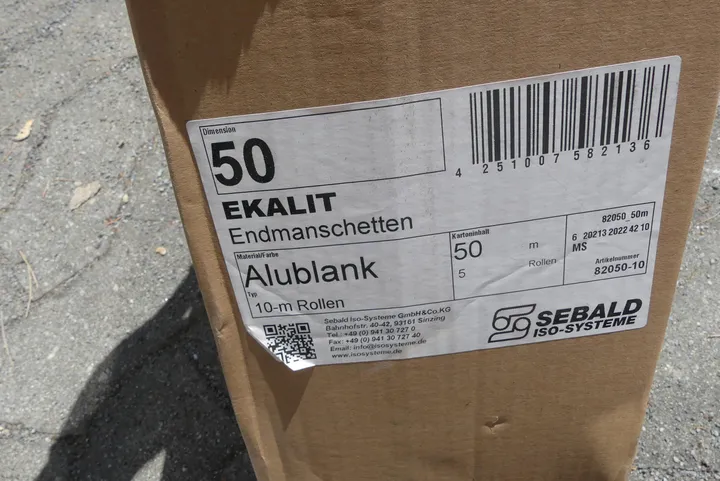 Dimension
50
4 251007 582136
EKALIT
Endmanschetten
Material/Farbe
Alublank
Kartoninhalt
50 m
5 Rollen
82050_50m
6 20213 2022 42 10
MS
Artikelnummer
82050-10
Typ
10-m Rollen
Sebald Iso-Systeme GmbH&Co.KG
Bahnhofstr. 40-42, 93161 Sinzing
Tel.: +49 (0) 941 30 727 0
Fax: +49 (0) 941 30 727 40
Email: info@isosysteme.de
www.isosysteme.de
SEBALD
ISO-SYSTEME